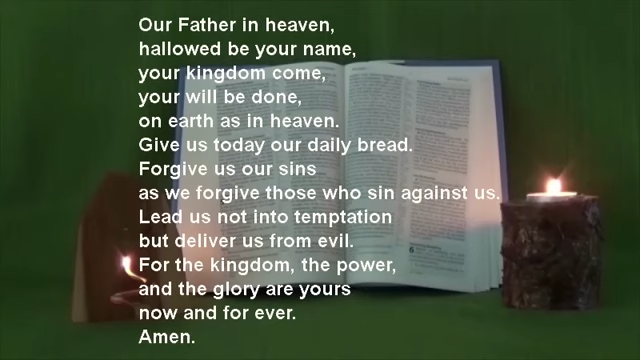 Our Father in heaven,
hallowed be your name,
your kingdom come,
your will be done,
on earth as in heaven.
Give us today our daily bread.
Forgive us our sins
as we forgive those who sin against us.
Lead us not into temptation
but deliver us from evil.
For the kingdom, the power,
and the glory are yours
now and for ever.
Amen.